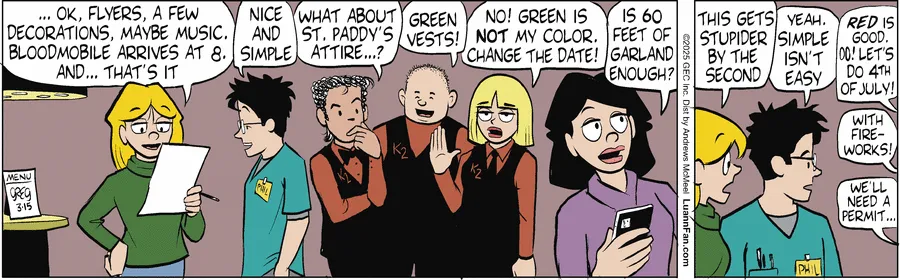 ... OK, FLYERS, A FEW
DECORATIONS, MAYBE MUSIC.
BLOODMOBILE ARRIVES AT 8.
AND... THAT'S IT
NICE
AND
SIMPLE
WHAT ABOUT
ST. PADDY'S
ATTIRE...?
GREEN
VESTS!
NO! GREEN IS
NOT MY COLOR.
CHANGE THE DATE!
IS 60
FEET OF
GARLAND
ENOUGH?
MENU
GREG
3·15
PHIL
K2
K2
K2
©2025 GEC Inc. Dist by Andrews McMeel LuannFan.com
THIS GETS
STUPIDER
BY THE
SECOND
YEAH.
SIMPLE
ISN'T
EASY
RED IS
GOOD.
OO! LET'S
DO 4TH
OF JULY!
WITH
FIRE-
WORKS!
WE'LL
NEED A
PERMIT...
PHIL